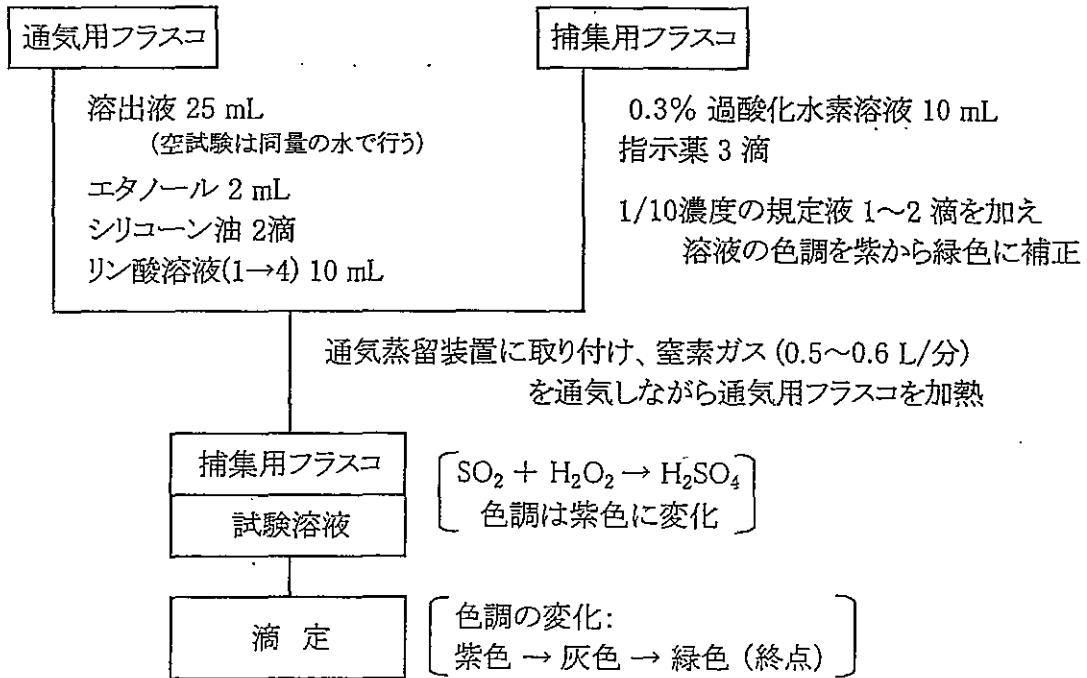 通気用フラスコ
捕集用フラスコ
溶出液 25 mL
(空試験は同量の水で行う)
エタノール 2 mL
シリコーン油 2滴
リン酸溶液(1→4) 10 mL
0.3% 過酸化水素溶液 10 mL
指示薬 3 滴
1/10濃度の規定液 1～2 滴を加え
溶液の色調を紫から緑色に補正
通気蒸留装置に取り付け、窒素ガス (0.5～0.6 L/分)
を通気しながら通気用フラスコを加熱
捕集用フラスコ
試験溶液
SO₂ + H₂O₂ → H₂SO₄
色調は紫色に変化
滴 定
色調の変化:
紫色 → 灰色 → 緑色 (終点)